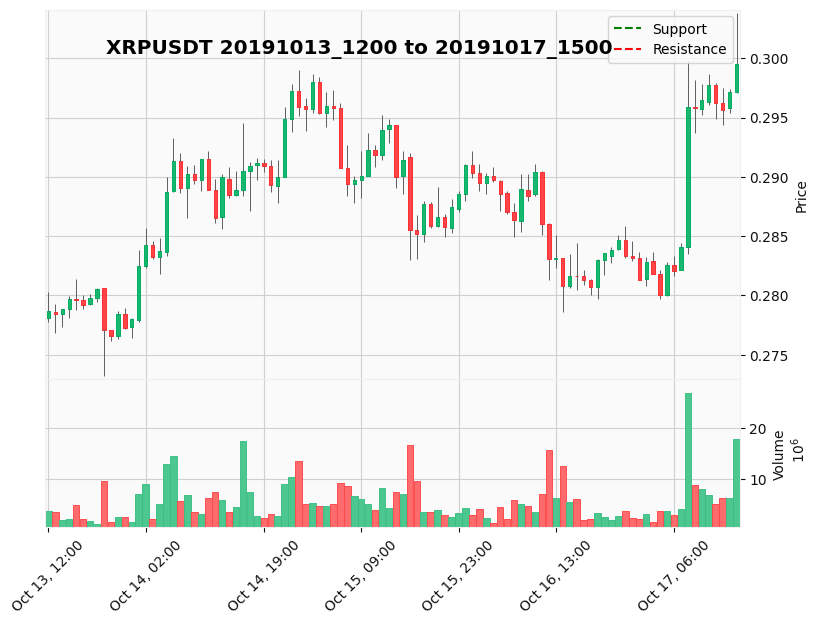 XRPUSDT 20191013_1200 to 20191017_1500
Support
Resistance
0.300
0.295
0.290
0.285
0.280
0.275
Price
20
10
Volume
10^6
Oct 13, 12:00
Oct 14, 02:00
Oct 14, 19:00
Oct 15, 09:00
Oct 15, 23:00
Oct 16, 13:00
Oct 17, 06:00